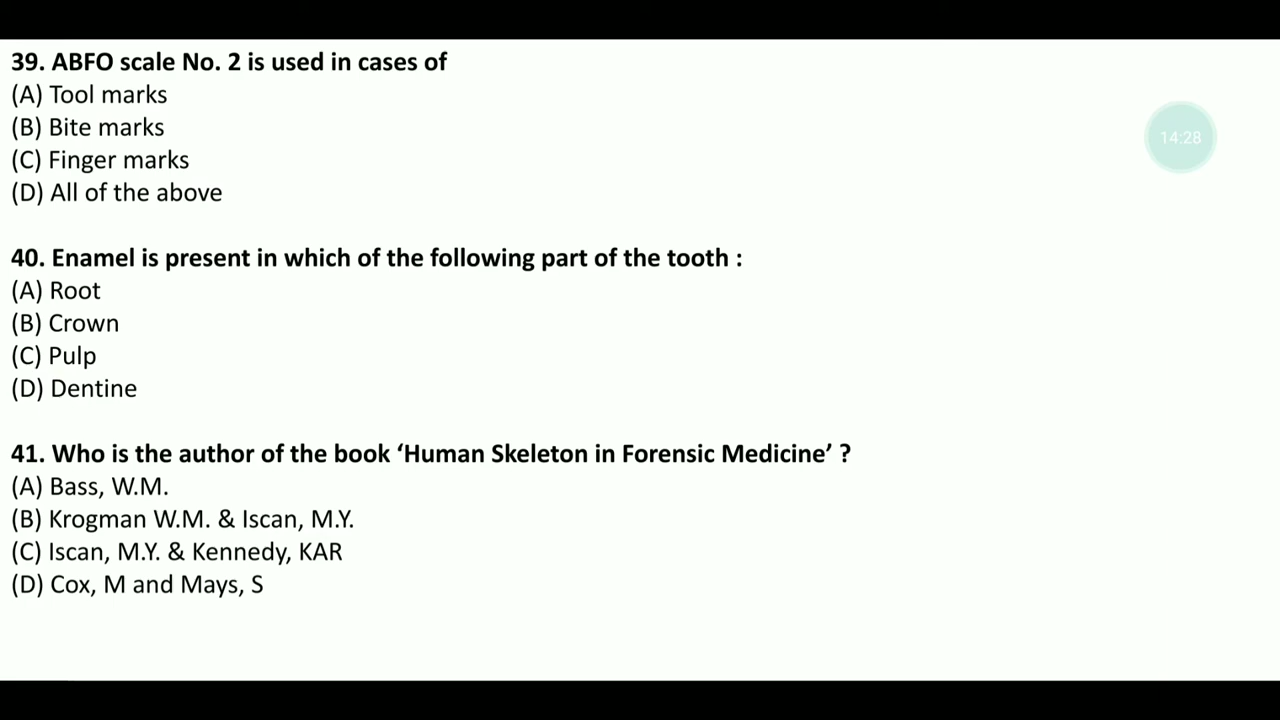 39. ABFO scale No. 2 is used in cases of
(A) Tool marks
(B) Bite marks
(C) Finger marks
(D) All of the above
14:28
40. Enamel is present in which of the following part of the tooth :
(A) Root
(B) Crown
(C) Pulp
(D) Dentine
41. Who is the author of the book ‘Human Skeleton in Forensic Medicine’ ?
(A) Bass, W.M.
(B) Krogman W.M. & Iscan, M.Y.
(C) Iscan, M.Y. & Kennedy, KAR
(D) Cox, M and Mays, S